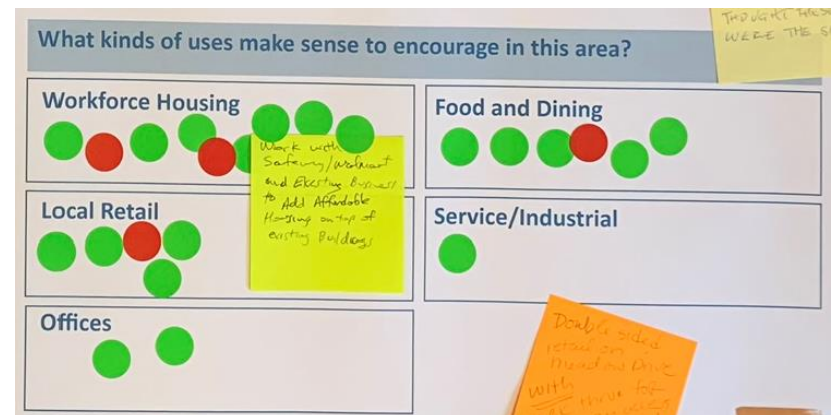 THOUGHT THESE
WERE THE
What kinds of uses make sense to encourage in this area?
Workforce Housing
Food and Dining
Work with
Safeway/Walmart
and Existing Business
to Add Affordable
Housing on top of
existing Buildings
Local Retail
Service/Industrial
Offices
Double sided
retail on
meadow Drive
with for